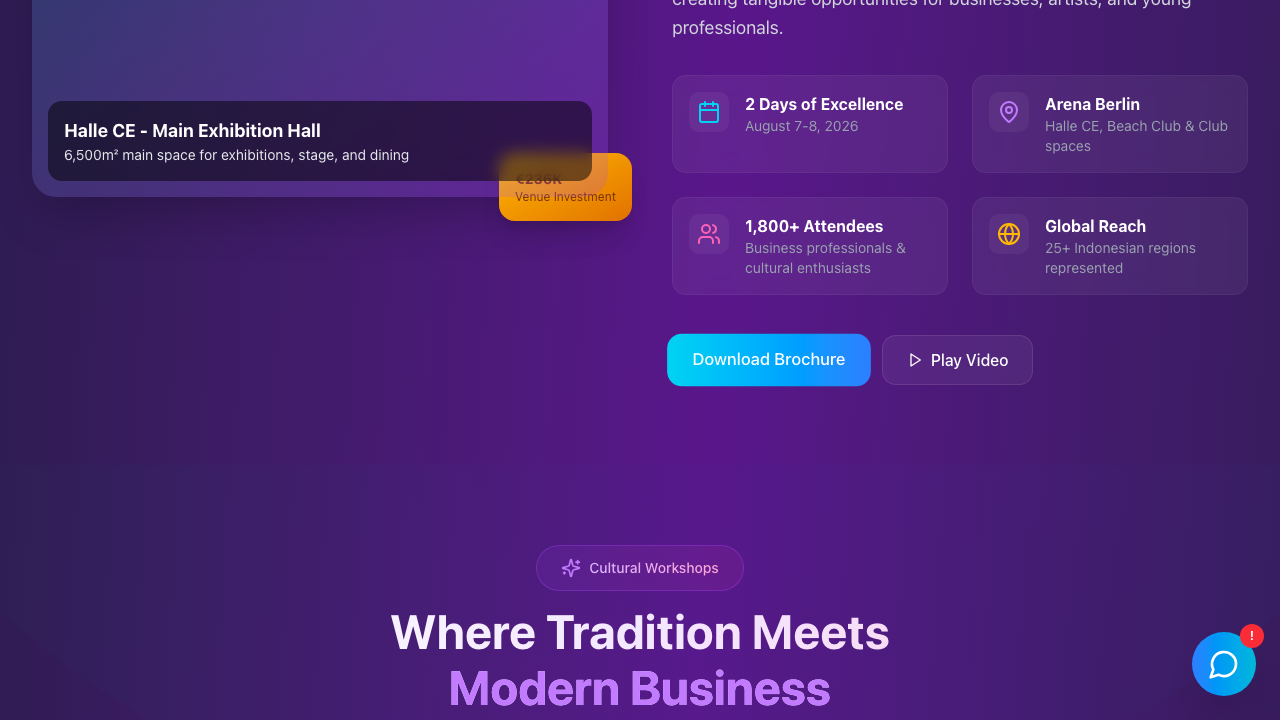 creating tangible opportunities for businesses, artists, and young
professionals.
Halle CE - Main Exhibition Hall
6,500m² main space for exhibitions, stage, and dining
€236K
Venue Investment
2 Days of Excellence
August 7-8, 2026
Arena Berlin
Halle CE, Beach Club & Club
spaces
1,800+ Attendees
Business professionals &
cultural enthusiasts
Global Reach
25+ Indonesian regions
represented
Download Brochure
Play Video
Cultural Workshops
Where Tradition Meets
Modern Business
!